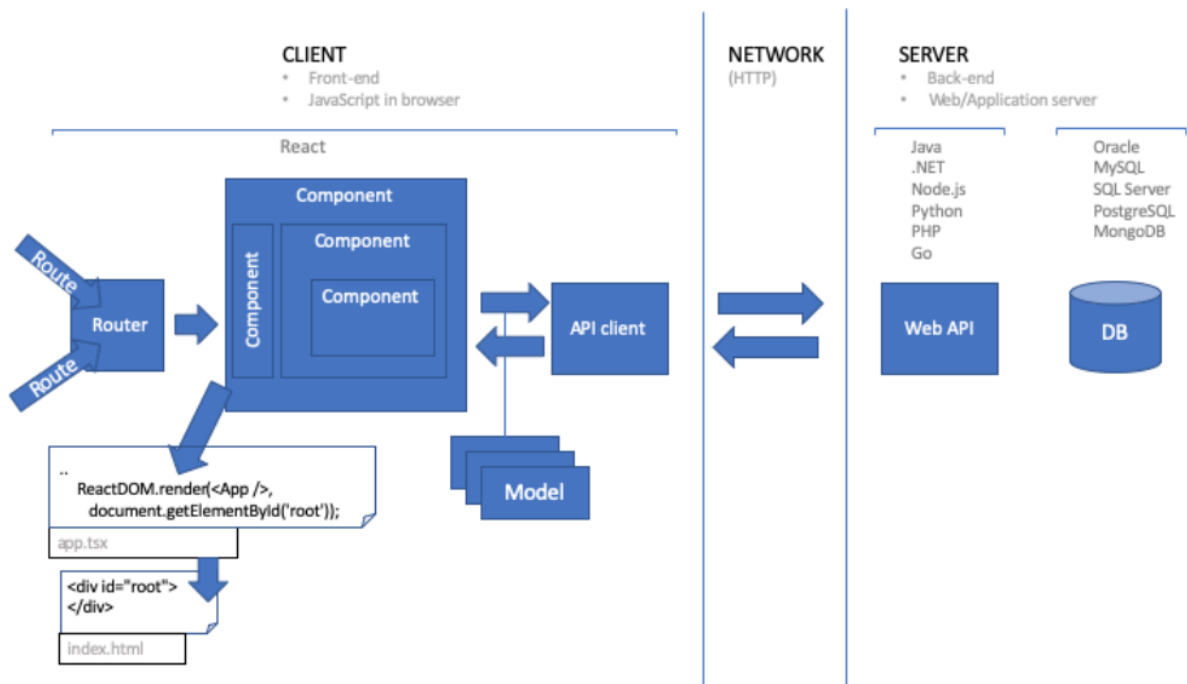 CLIENT
• Front-end
• JavaScript in browser
NETWORK
(HTTP)
SERVER
• Back-end
• Web/Application server
React
Java
.NET
Node.js
Python
PHP
Go
Oracle
MySQL
SQL Server
PostgreSQL
MongoDB
Route
Route
Router
Component
Component
Component
Component
API client
Web API
DB
Model
..
ReactDOM.render(<App />,
document.getElementById('root'));
app.tsx
<div id="root">
</div>
index.html